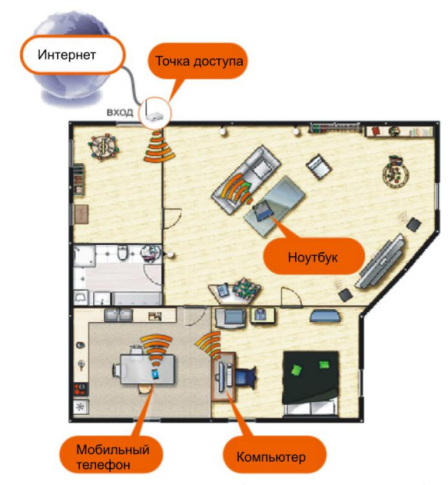 Интернет
Точка доступа
вход
Ноутбук
Мобильный
телефон
Компьютер